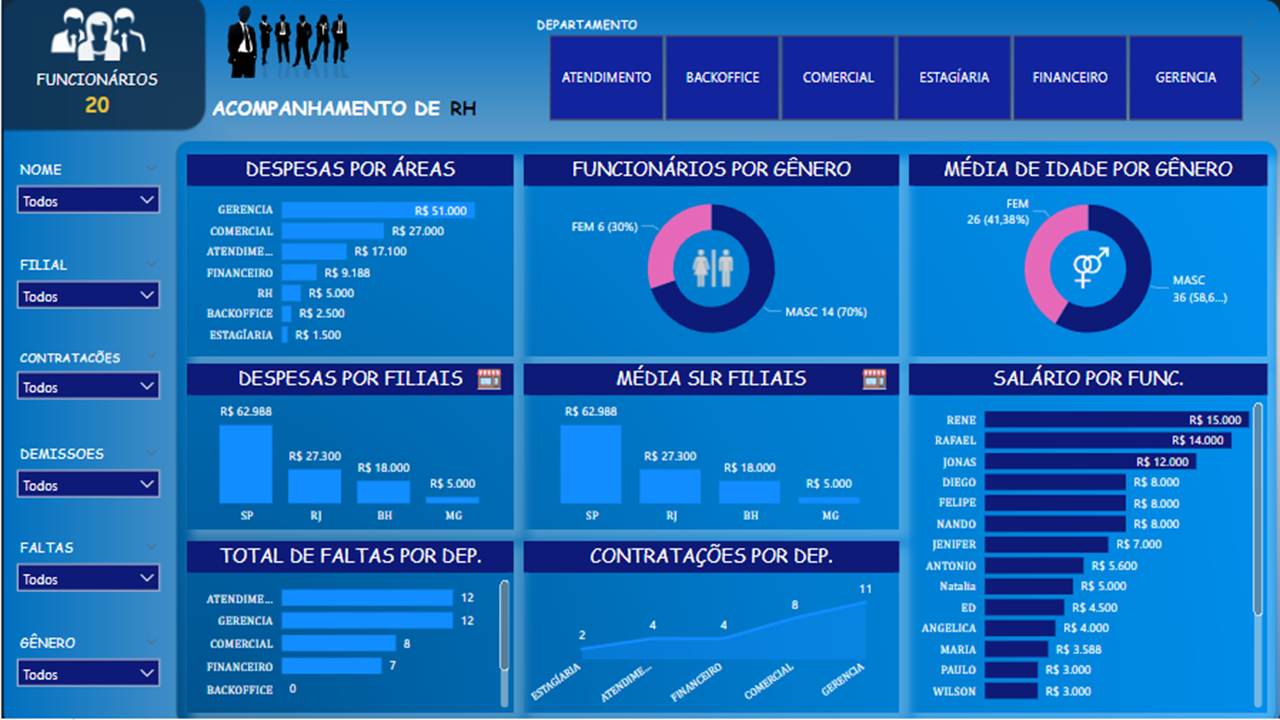 FUNCIONÁRIOS
20
ACOMPANHAMENTO DE RH
DEPARTAMENTO
ATENDIMENTO
BACKOFFICE
COMERCIAL
ESTAGÍARIA
FINANCEIRO
GERENCIA
NOME
Todos
FILIAL
Todos
CONTRATACÕES
Todos
DEMISSOES
Todos
FALTAS
Todos
GÊNERO
Todos
DESPESAS POR ÁREAS
GERENCIA R$ 51.000
COMERCIAL R$ 27.000
ATENDIME... R$ 17.100
FINANCEIRO R$ 9.188
RH R$ 5.000
BACKOFFICE R$ 2.500
ESTAGÍARIA R$ 1.500
FUNCIONÁRIOS POR GÊNERO
FEM 6 (30%)
MASC 14 (70%)
MÉDIA DE IDADE POR GÊNERO
FEM
26 (41,38%)
MASC
36 (58,6...)
DESPESAS POR FILIAIS
R$ 62.988
R$ 27.300
R$ 18.000
R$ 5.000
SP RJ BH MG
MÉDIA SLR FILIAIS
R$ 62.988
R$ 27.300
R$ 18.000
R$ 5.000
SP RJ BH MG
SALÁRIO POR FUNC.
RENE R$ 15.000
RAFAEL R$ 14.000
JONAS R$ 12.000
DIEGO R$ 8.000
FELIPE R$ 8.000
NANDO R$ 8.000
JENIFER R$ 7.000
ANTONIO R$ 5.600
Natalia R$ 5.000
ED R$ 4.500
ANGELICA R$ 4.000
MARIA R$ 3.588
PAULO R$ 3.000
WILSON R$ 3.000
TOTAL DE FALTAS POR DEP.
ATENDIME... 12
GERENCIA 12
COMERCIAL 8
FINANCEIRO 7
BACKOFFICE 0
CONTRATAÇÕES POR DEP.
2 4 4 8 11
ESTAGÍARIA
ATENDIME...
FINANCEIRO
COMERCIAL
GERENCIA